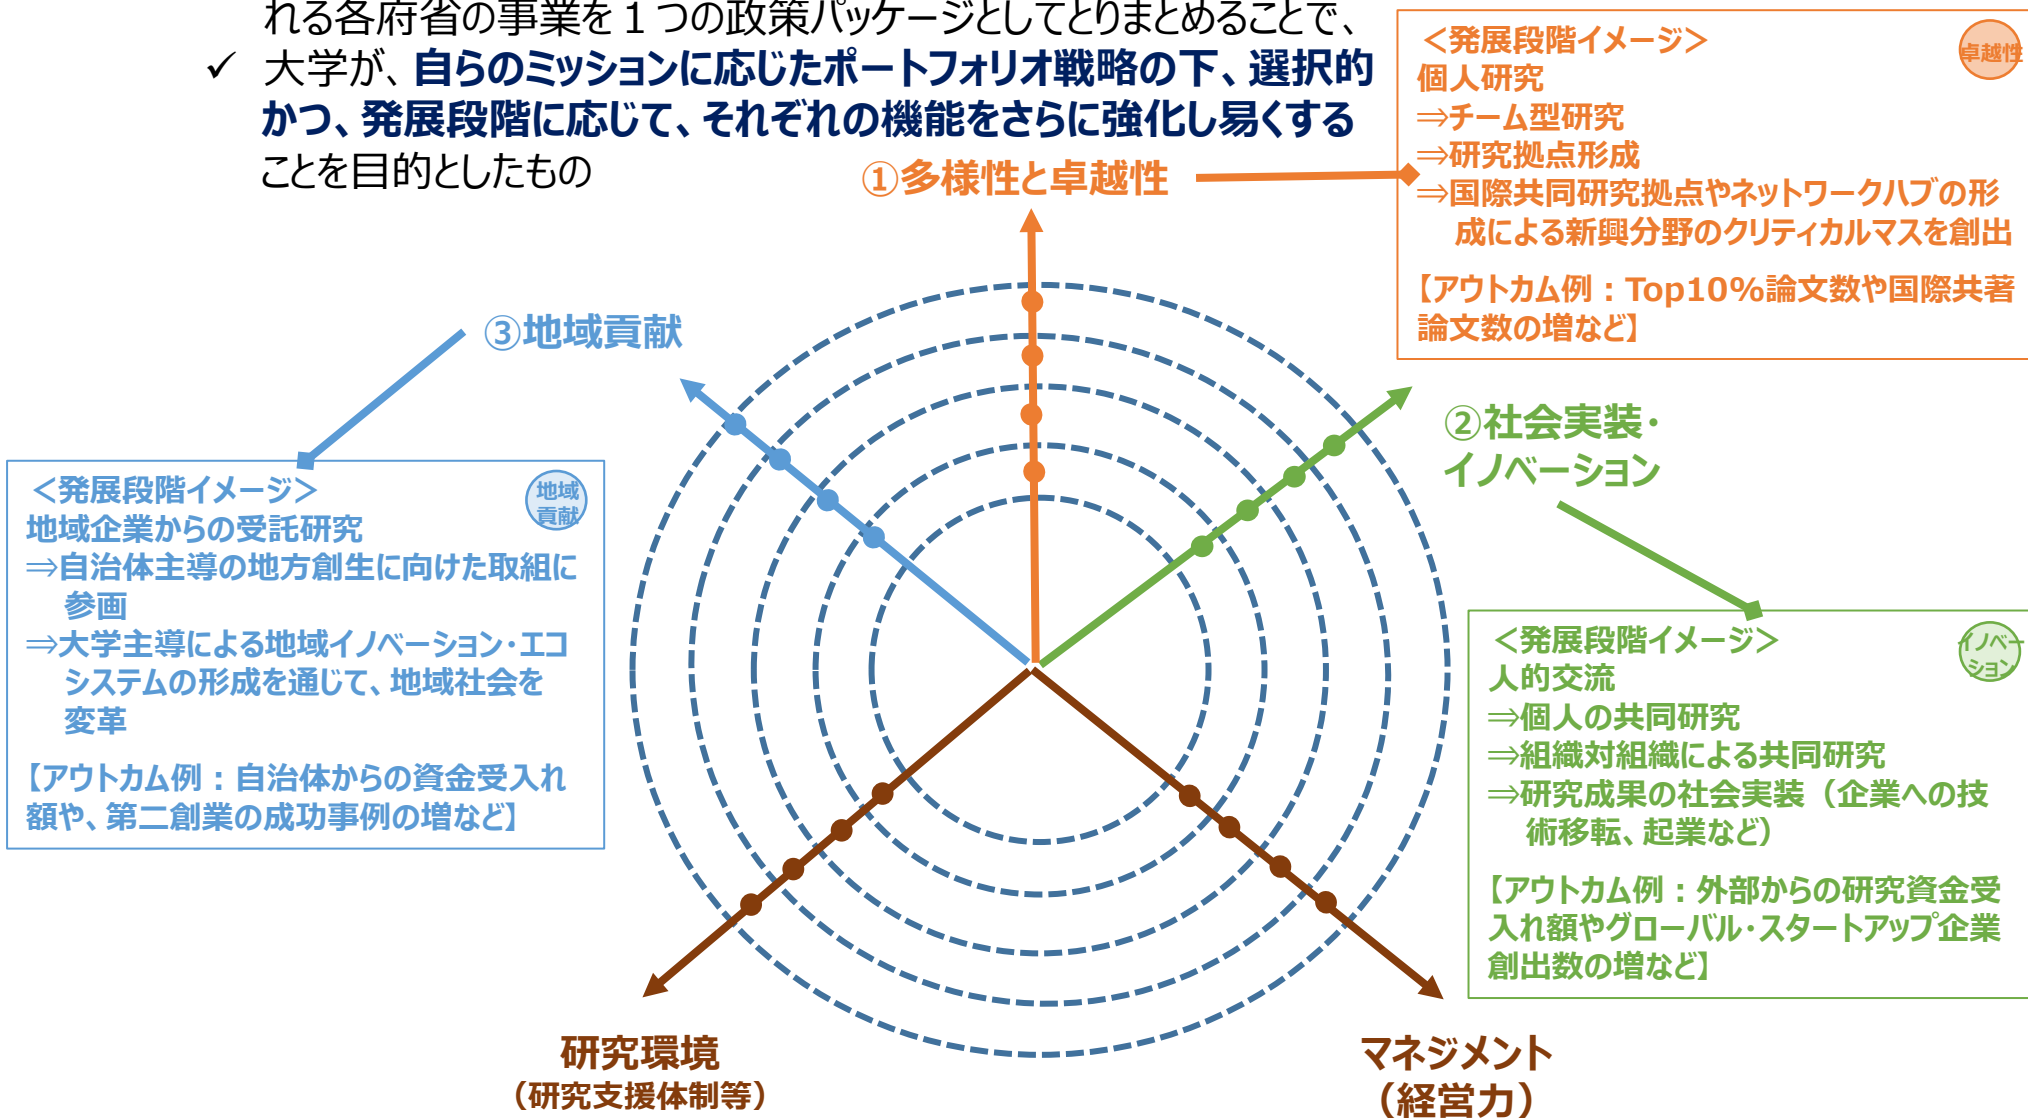 れる各府省の事業を１つの政策パッケージとしてとりまとめることで、
✓ 大学が、自らのミッションに応じたポートフォリオ戦略の下、選択的
かつ、発展段階に応じて、それぞれの機能をさらに強化し易くする
ことを目的としたもの
①多様性と卓越性
＜発展段階イメージ＞
卓越性
個人研究
⇒チーム型研究
⇒研究拠点形成
⇒国際共同研究拠点やネットワークハブの形
成による新興分野のクリティカルマスを創出
【アウトカム例：Top10%論文数や国際共著
論文数の増など】
③地域貢献
②社会実装・
イノベーション
＜発展段階イメージ＞
地域
貢献
地域企業からの受託研究
⇒自治体主導の地方創生に向けた取組に
参画
⇒大学主導による地域イノベーション・エコ
システムの形成を通じて、地域社会を
変革
【アウトカム例：自治体からの資金受入れ
額や、第二創業の成功事例の増など】
＜発展段階イメージ＞
イノベー
ション
人的交流
⇒個人の共同研究
⇒組織対組織による共同研究
⇒研究成果の社会実装（企業への技
術移転、起業など）
【アウトカム例：外部からの研究資金受
入れ額やグローバル・スタートアップ企業
創出数の増など】
研究環境
（研究支援体制等）
マネジメント
（経営力）